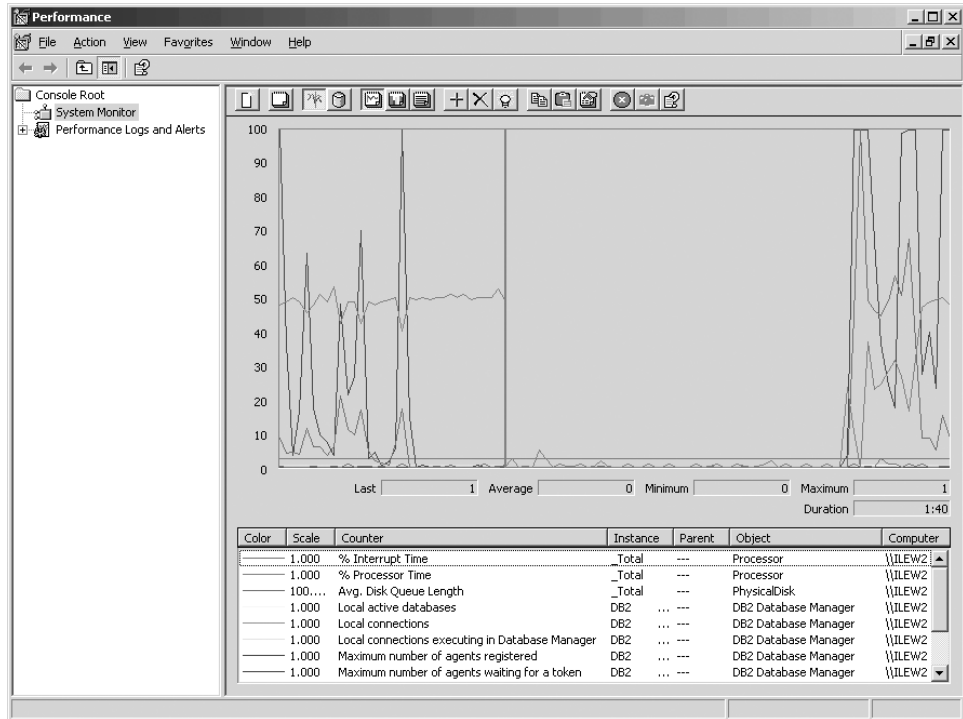 Performance
File Action View Favorites Window Help
Console Root
System Monitor
Performance Logs and Alerts
100
90
80
70
60
50
40
30
20
10
0
Last 1 Average 0 Minimum 0 Maximum 1
Duration 1:40
Color Scale Counter Instance Parent Object Computer
1.000 % Interrupt Time _Total --- Processor \\ILEW2
1.000 % Processor Time _Total --- Processor \\ILEW2
100.... Avg. Disk Queue Length _Total --- PhysicalDisk \\ILEW2
1.000 Local active databases DB2 ... --- DB2 Database Manager \\ILEW2
1.000 Local connections DB2 ... --- DB2 Database Manager \\ILEW2
1.000 Local connections executing in Database Manager DB2 ... --- DB2 Database Manager \\ILEW2
1.000 Maximum number of agents registered DB2 ... --- DB2 Database Manager \\ILEW2
1.000 Maximum number of agents waiting for a token DB2 ... --- DB2 Database Manager \\ILEW2